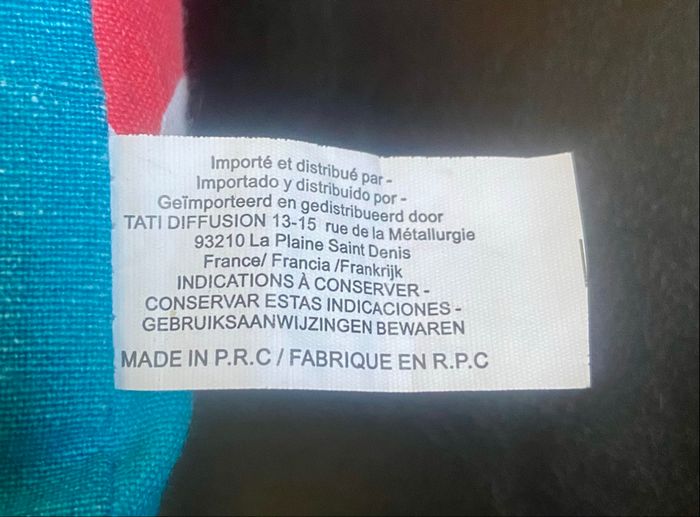 Importé et distribué par -
Importado y distribuido por -
Geïmporteerd en gedistribueerd door
TATI DIFFUSION 13-15 rue de la Métallurgie
93210 La Plaine Saint Denis
France/ Francia /Frankrijk
INDICATIONS À CONSERVER -
CONSERVAR ESTAS INDICACIONES -
GEBRUIKSAANWIJZINGEN BEWAREN
MADE IN P.R.C / FABRIQUE EN R.P.C